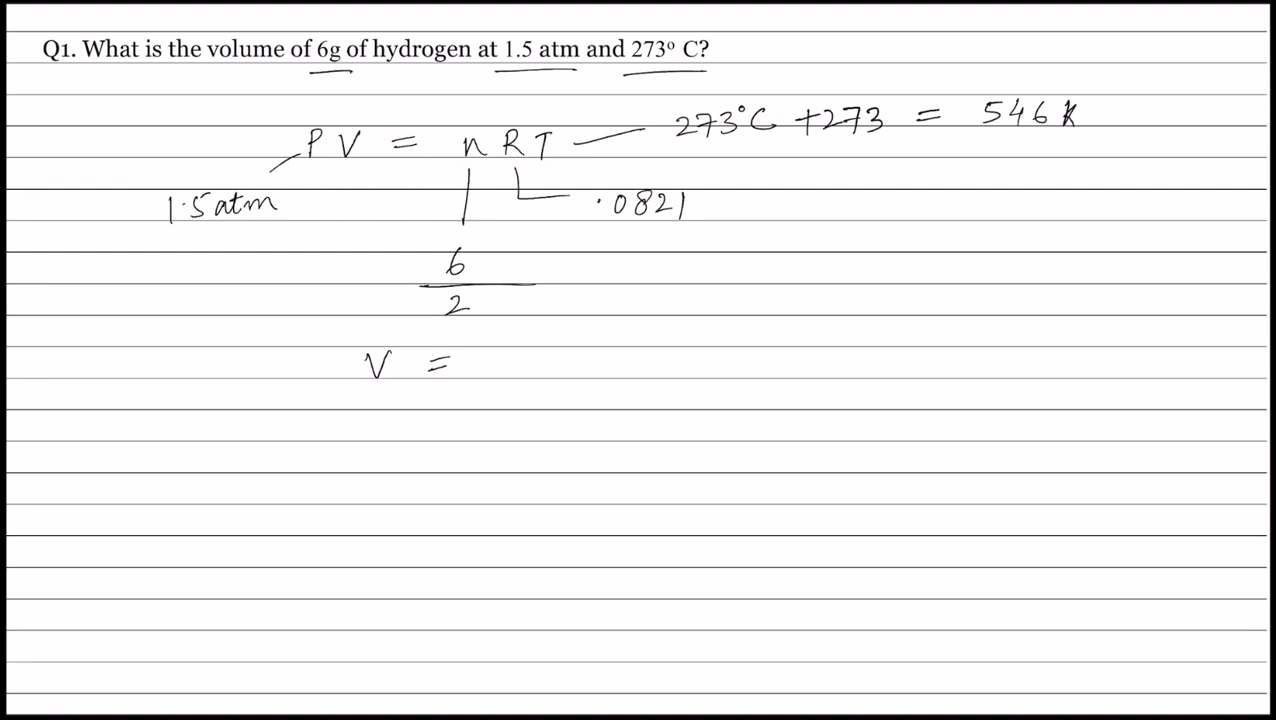 Q1. What is the volume of 6g of hydrogen at 1.5 atm and 273° C?
PV = nRT — 273°C + 273 = 546 K
1.5 atm
.0821
6
2
V =